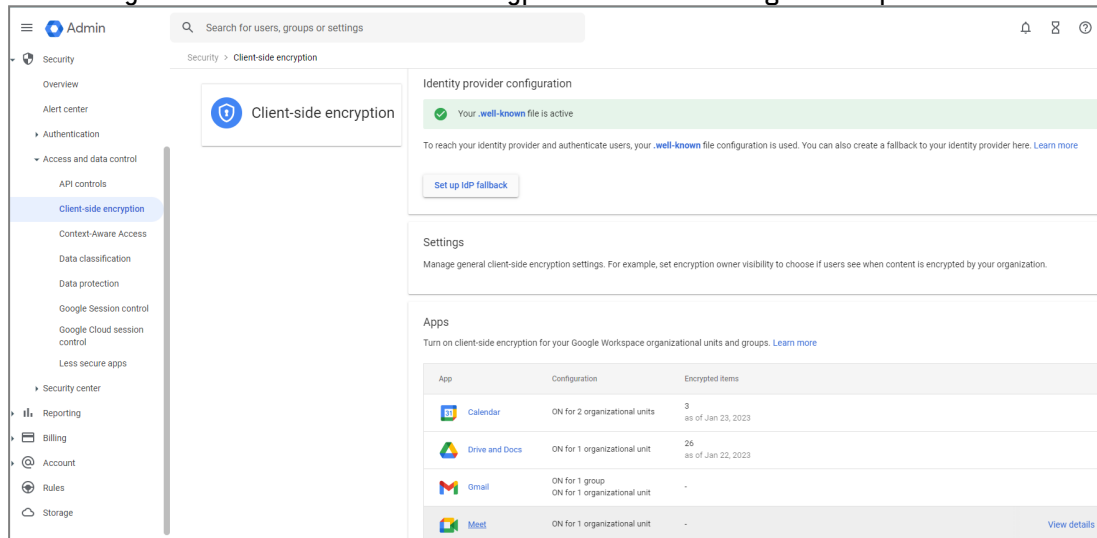 Admin
Search for users, groups or settings
Security
Overview
Alert center
Authentication
Access and data control
API controls
Client-side encryption
Context-Aware Access
Data classification
Data protection
Google Session control
Google Cloud session
control
Less secure apps
Security center
Reporting
Billing
Account
Rules
Storage
Security > Client-side encryption
Client-side encryption
Identity provider configuration
Your .well-known file is active
To reach your identity provider and authenticate users, your .well-known file configuration is used. You can also create a fallback to your identity provider here. Learn more
Set up IdP fallback
Settings
Manage general client-side encryption settings. For example, set encryption owner visibility to choose if users see when content is encrypted by your organization.
Apps
Turn on client-side encryption for your Google Workspace organizational units and groups. Learn more
App Configuration Encrypted items
31 Calendar ON for 2 organizational units 3
as of Jan 23, 2023
Drive and Docs ON for 1 organizational unit 26
as of Jan 22, 2023
Gmail ON for 1 group -
ON for 1 organizational unit
Meet ON for 1 organizational unit - View details